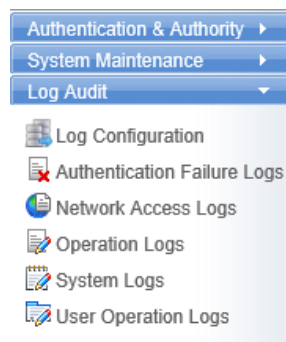 Authentication & Authority
System Maintenance
Log Audit
Log Configuration
Authentication Failure Logs
Network Access Logs
Operation Logs
System Logs
User Operation Logs